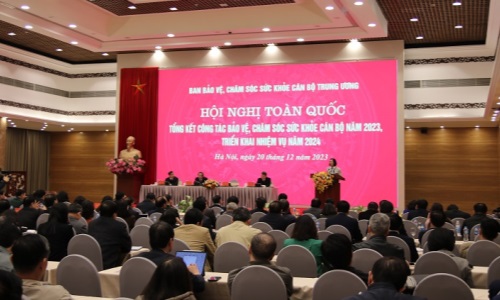 BAN BẢO VỆ, CHĂM SÓC SỨC KHỎE CÁN BỘ TRUNG ƯƠNG
HỘI NGHỊ TOÀN QUỐC
TỔNG KẾT CÔNG TÁC BẢO VỆ, CHĂM SÓC SỨC KHỎE CÁN BỘ NĂM 2023,
TRIỂN KHAI NHIỆM VỤ NĂM 2024
Hà Nội, ngày 20 tháng 12 năm 2023